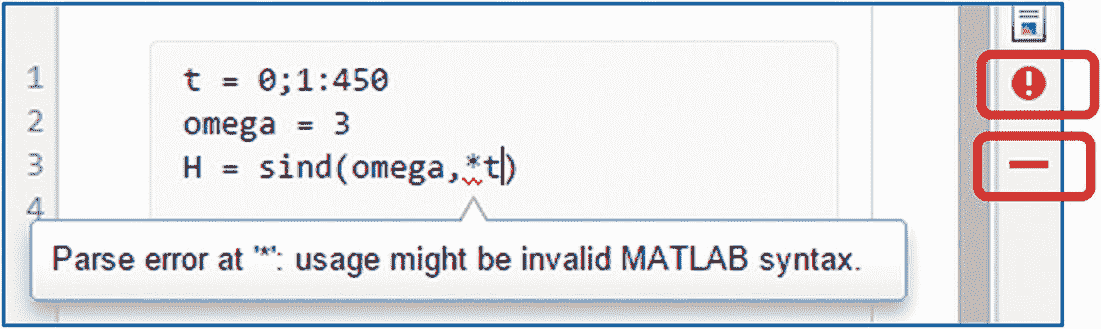 1 t = 0;1:450
2 omega = 3
3 H = sind(omega,*t)
4
Parse error at '*': usage might be invalid MATLAB syntax.